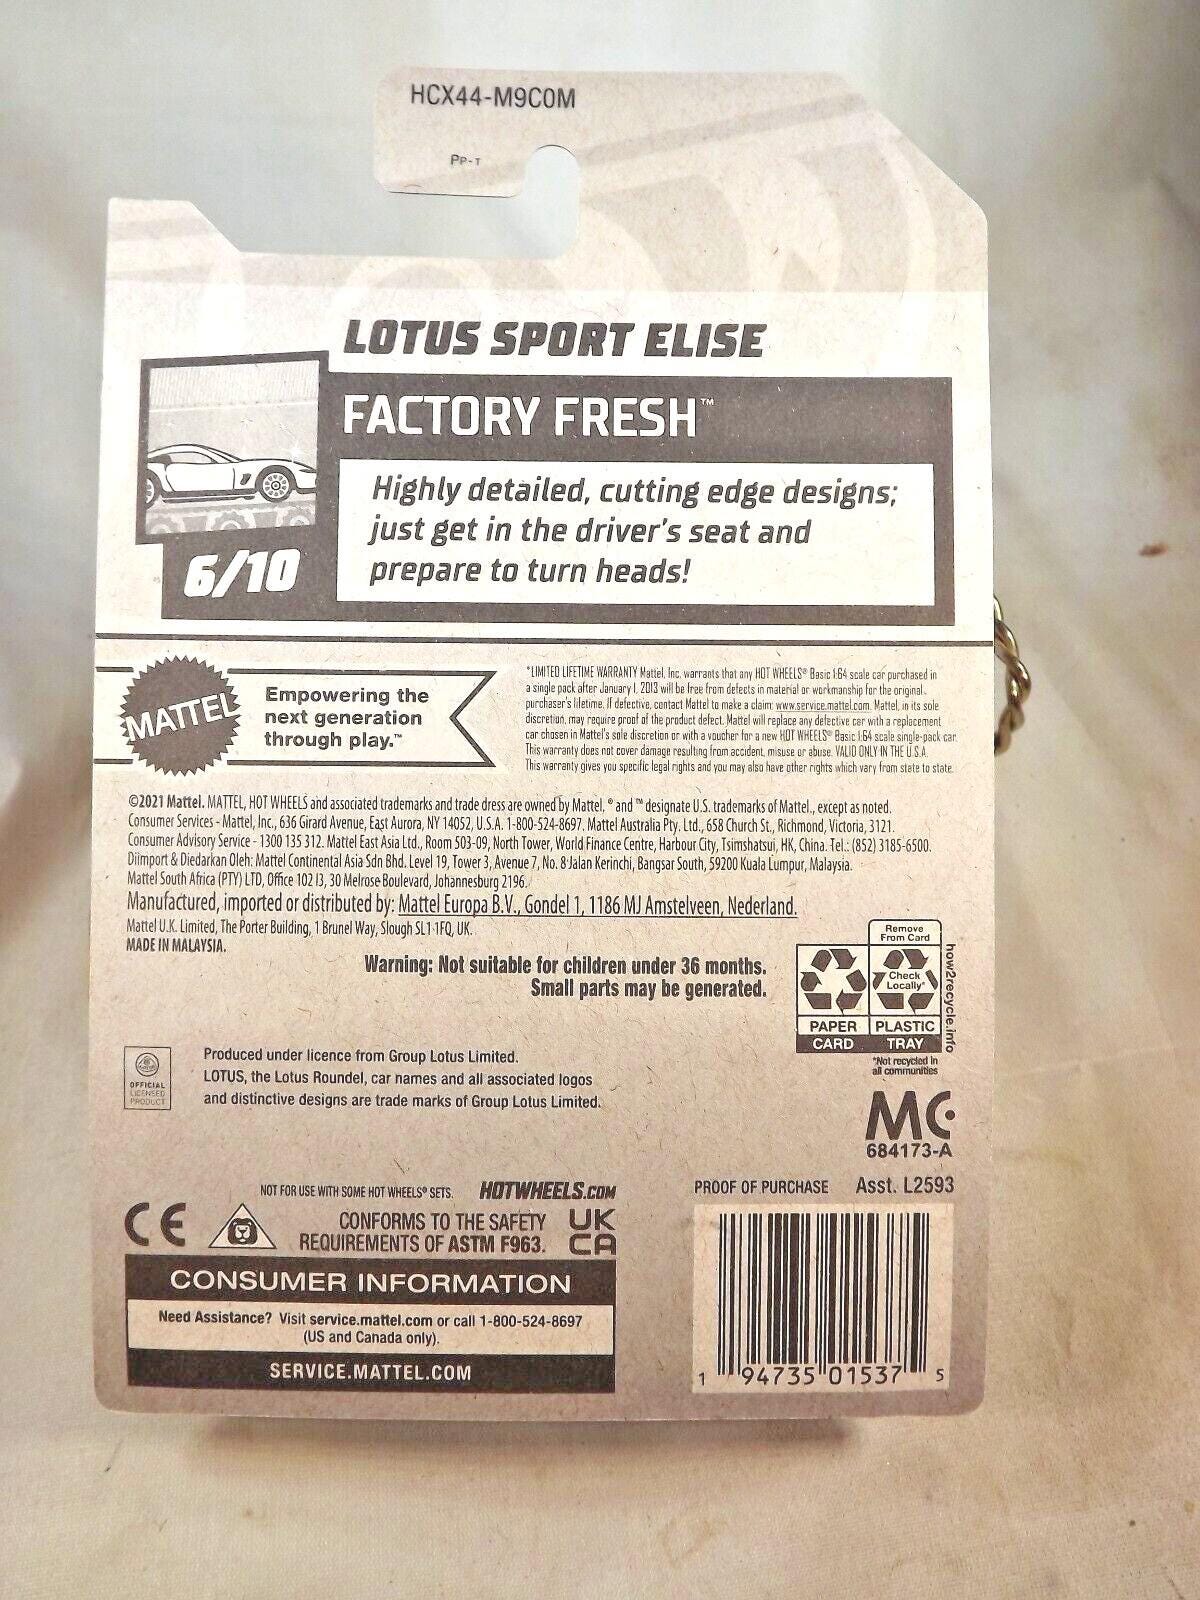 HCX44-M9C0M
PP-T
LOTUS SPORT ELISE
FACTORY FRESH™
Highly detailed, cutting edge designs;
just get in the driver's seat and
prepare to turn heads!
6/10
MATTEL
Empowering the
next generation
through play.™
*LIMITED LIFETIME WARRANTY Mattel, Inc. warrants that any HOT WHEELS® Basic 1:64 scale car purchased in
a single pack after January 1, 2013 will be free from defects in material or workmanship for the original
purchaser's lifetime. If defective, contact Mattel to make a claim: www.service.mattel.com. Mattel, in its sole
discretion, may require proof of the product defect. Mattel will replace any defective car with a replacement
car chosen in Mattel's sole discretion or with a voucher for a new HOT WHEELS® Basic 1:64 scale single-pack car.
This warranty does not cover damage resulting from accident, misuse or abuse. VALID ONLY IN THE U.S.A.
This warranty gives you specific legal rights and you may also have other rights which vary from state to state.
©2021 Mattel. MATTEL, HOT WHEELS and associated trademarks and trade dress are owned by Mattel. ® and ™ designate U.S. trademarks of Mattel., except as noted.
Consumer Services - Mattel, Inc., 636 Girard Avenue, East Aurora, NY 14052, U.S.A. 1-800-524-8697. Mattel Australia Pty. Ltd., 658 Church St., Richmond, Victoria, 3121.
Consumer Advisory Service - 1300 135 312. Mattel East Asia Ltd., Room 503-09, North Tower, World Finance Centre, Harbour City, Tsimshatsui, HK, China. Tel.: (852) 3185-6500.
Diimport & Diedarkan Oleh: Mattel Continental Asia Sdn Bhd. Level 19, Tower 3, Avenue 7, No. 8 Jalan Kerinchi, Bangsar South, 59200 Kuala Lumpur, Malaysia.
Mattel South Africa (PTY) LTD, Office 102 I3, 30 Melrose Boulevard, Johannesburg 2196.
Manufactured, imported or distributed by: Mattel Europa B.V., Gondel 1, 1186 MJ Amstelveen, Nederland.
Mattel U.K. Limited, The Porter Building, 1 Brunel Way, Slough SL1 1FQ, UK.
MADE IN MALAYSIA.
Warning: Not suitable for children under 36 months.
Small parts may be generated.
Remove
From Card
Check
Locally*
PAPER
PLASTIC
CARD
TRAY
how2recycle.info
*Not recycled in
all communities
OFFICIAL
LICENSED
PRODUCT
Produced under licence from Group Lotus Limited.
LOTUS, the Lotus Roundel, car names and all associated logos
and distinctive designs are trade marks of Group Lotus Limited.
MC
684173-A
NOT FOR USE WITH SOME HOT WHEELS® SETS. HOTWHEELS.COM
PROOF OF PURCHASE Asst. L2593
CE
CONFORMS TO THE SAFETY
REQUIREMENTS OF ASTM F963.
UK
CA
CONSUMER INFORMATION
Need Assistance? Visit service.mattel.com or call 1-800-524-8697
(US and Canada only).
SERVICE.MATTEL.COM
1 94735 01537 5